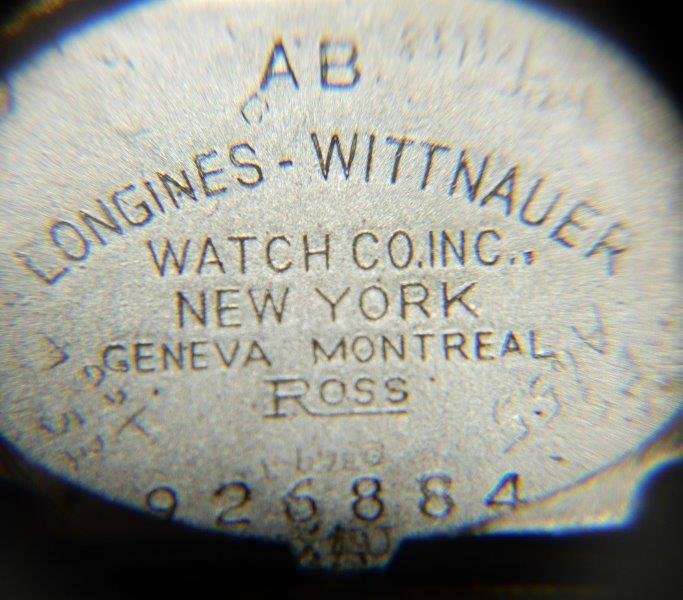 AB
LONGINES - WITTNAUER
WATCH CO.INC.,
NEW YORK
GENEVA MONTREAL
ROSS
926884